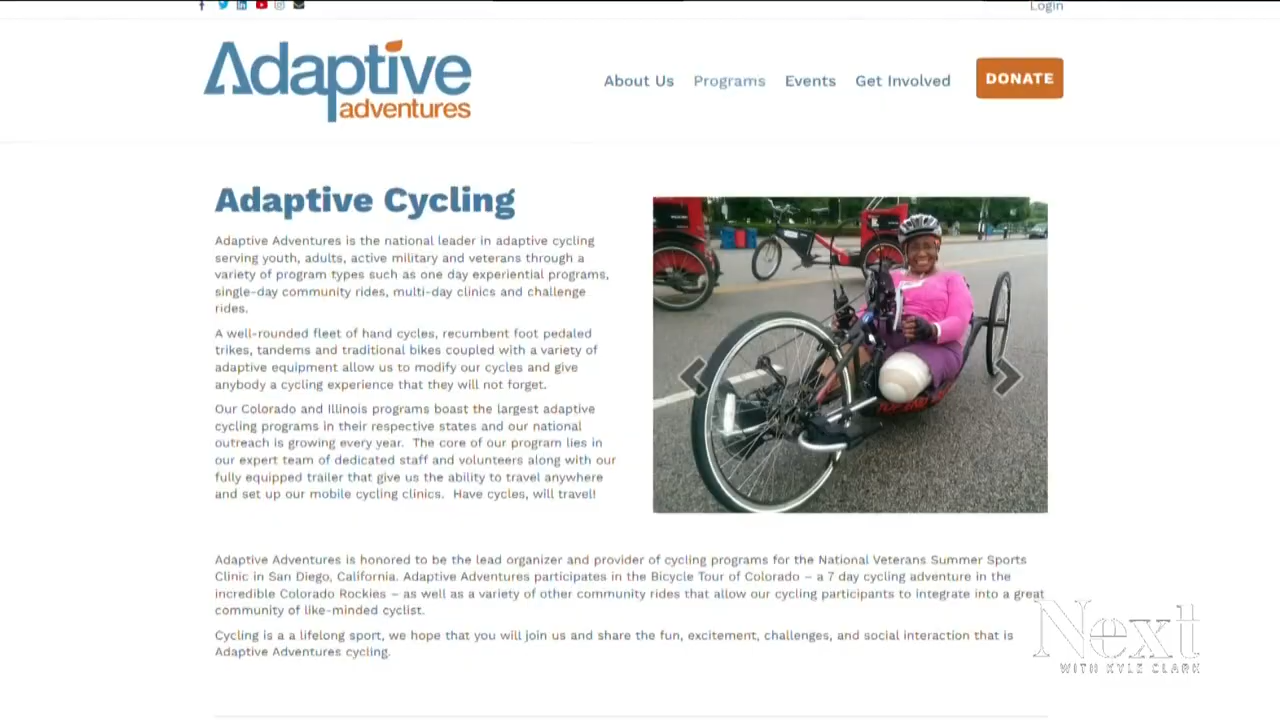 Login
Adaptive
adventures
About Us Programs Events Get Involved DONATE
Adaptive Cycling
Adaptive Adventures is the national leader in adaptive cycling
serving youth, adults, active military and veterans through a
variety of program types such as one day experiential programs,
single-day community rides, multi-day clinics and challenge
rides.
A well-rounded fleet of hand cycles, recumbent foot pedaled
trikes, tandems and traditional bikes coupled with a variety of
adaptive equipment allow us to modify our cycles and give
anybody a cycling experience that they will not forget.
Our Colorado and Illinois programs boast the largest adaptive
cycling programs in their respective states and our national
outreach is growing every year. The core of our program lies in
our expert team of dedicated staff and volunteers along with our
fully equipped trailer that give us the ability to travel anywhere
and set up our mobile cycling clinics. Have cycles, will travel!
Adaptive Adventures is honored to be the lead organizer and provider of cycling programs for the National Veterans Summer Sports
Clinic in San Diego, California. Adaptive Adventures participates in the Bicycle Tour of Colorado – a 7 day cycling adventure in the
incredible Colorado Rockies – as well as a variety of other community rides that allow our cycling participants to integrate into a great
community of like-minded cyclist.
Cycling is a a lifelong sport, we hope that you will join us and share the fun, excitement, challenges, and social interaction that is
Adaptive Adventures cycling.
Next
WITH KYLE CLARK